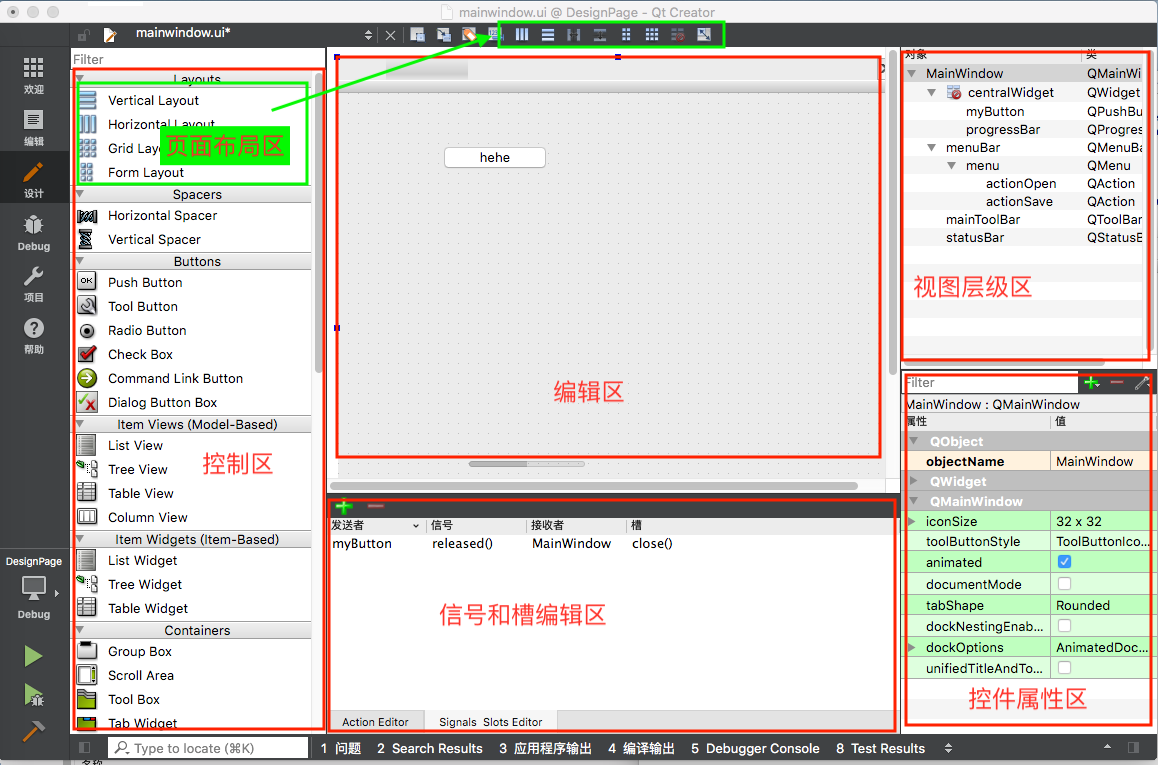 mainwindow.ui @ DesignPage - Qt Creator
mainwindow.ui*
欢迎
编辑
设计
Debug
项目
帮助
DesignPage
Debug
Filter
Layouts
Vertical Layout
Horizontal Layout
Grid Lay
页面布局区
Form Layout
Spacers
Horizontal Spacer
Vertical Spacer
Buttons
Push Button
OK
Tool Button
Radio Button
Check Box
Command Link Button
Dialog Button Box
Item Views (Model-Based)
List View
Tree View
控制区
Table View
Column View
Item Widgets (Item-Based)
List Widget
Tree Widget
Table Widget
Containers
Group Box
Scroll Area
Tool Box
Tab Widget
hehe
编辑区
发送者 信号 接收者 槽
myButton released() MainWindow close()
信号和槽编辑区
Action Editor Signals Slots Editor
对象 类
MainWindow QMainWi
centralWidget QWidget
myButton QPushBu
progressBar QProgres
menuBar QMenuBa
menu QMenu
actionOpen QAction
actionSave QAction
mainToolBar QToolBar
statusBar QStatusB
视图层级区
Filter
MainWindow : QMainWindow
属性 值
QObject
objectName MainWindow
QWidget
QMainWindow
iconSize 32 x 32
toolButtonStyle ToolButtonIco...
animated
documentMode
tabShape Rounded
dockNestingEnab...
dockOptions AnimatedDoc...
unifiedTitleAndTo...
控件属性区
Type to locate (⌘K) 1 问题 2 Search Results 3 应用程序输出 4 编译输出 5 Debugger Console 8 Test Results